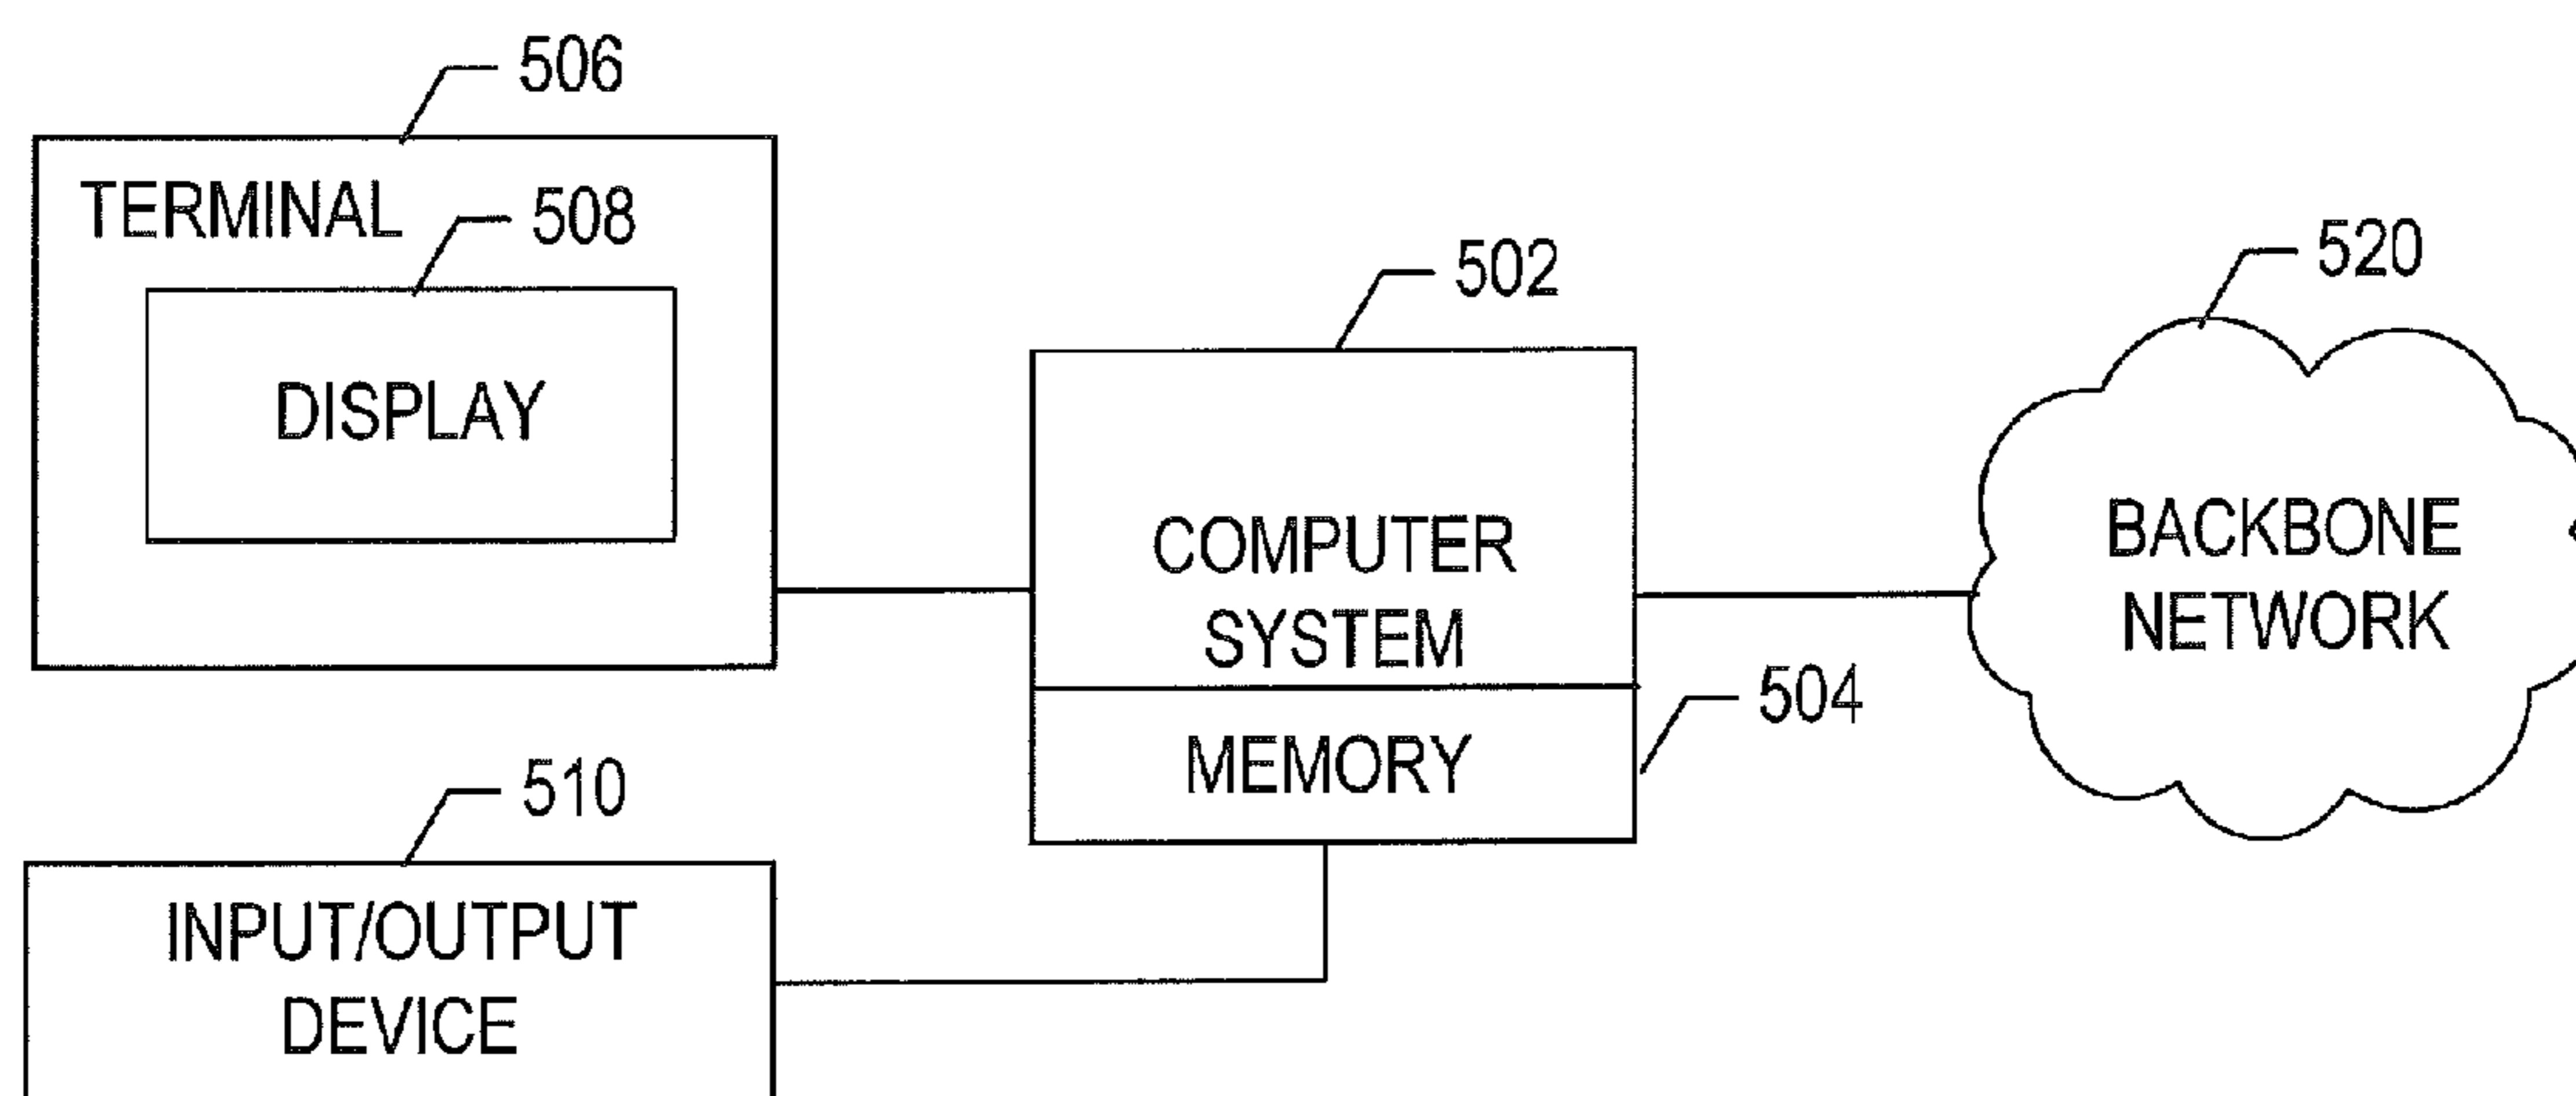 506
TERMINAL
508
DISPLAY
502
COMPUTER
SYSTEM
504
MEMORY
520
BACKBONE
NETWORK
510
INPUT/OUTPUT
DEVICE